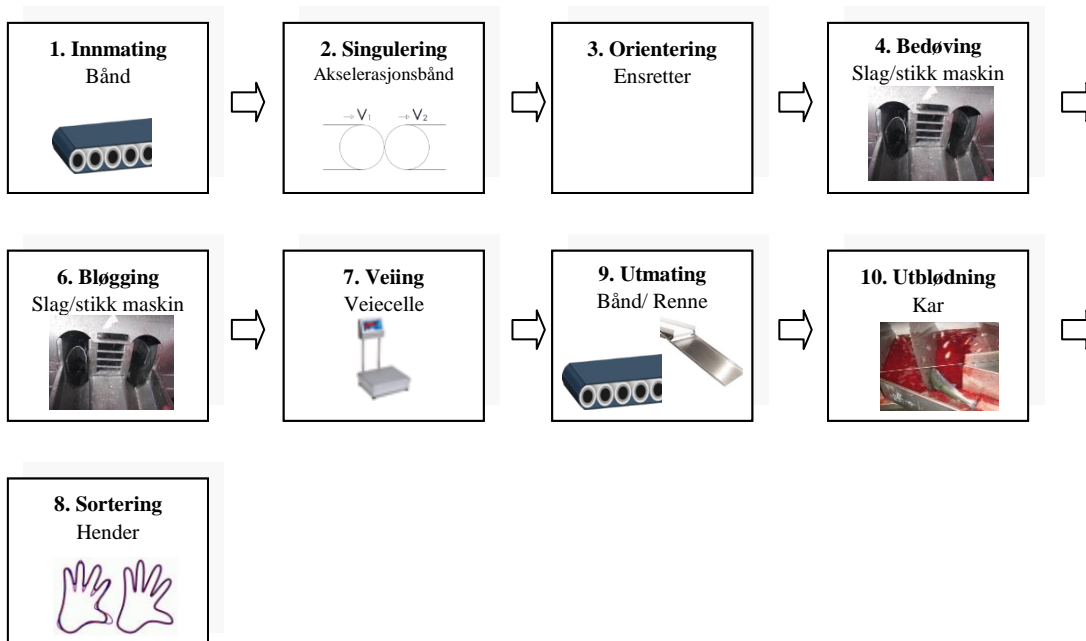 1. Innmating
Bånd
2. Singulering
Akselerasjonsbånd
→ V1
→ V2
3. Orientering
Ensretter
4. Bedøving
Slag/stikk maskin
6. Bløgging
Slag/stikk maskin
7. Veiing
Veiecelle
9. Utmating
Bånd/ Renne
10. Utblødning
Kar
8. Sortering
Hender